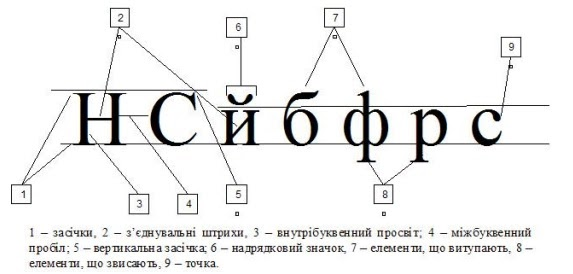 2 6 7 9
Н С й б ф р с
1 3 4 5 8
1 – засічки, 2 – з’єднувальні штрихи, 3 – внутрібуквенний просвіт; 4 – міжбуквенний
пробіл; 5 – вертикальна засічка; 6 – надрядковий значок, 7 – елементи, що витупають, 8 –
елементи, що звисають, 9 – точка.